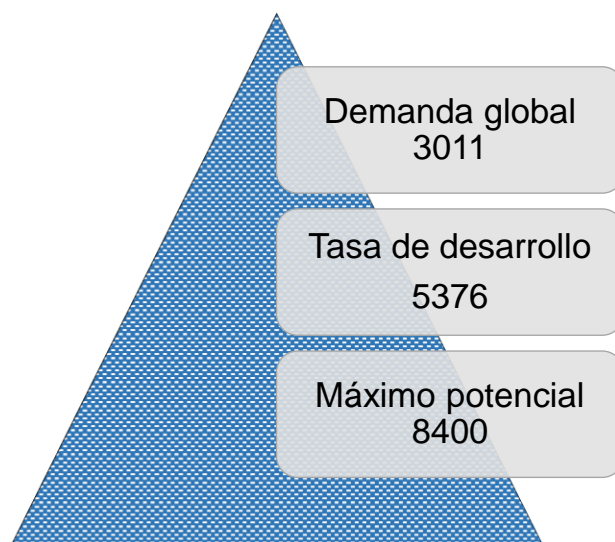 Demanda global
3011
Tasa de desarrollo
5376
Máximo potencial
8400